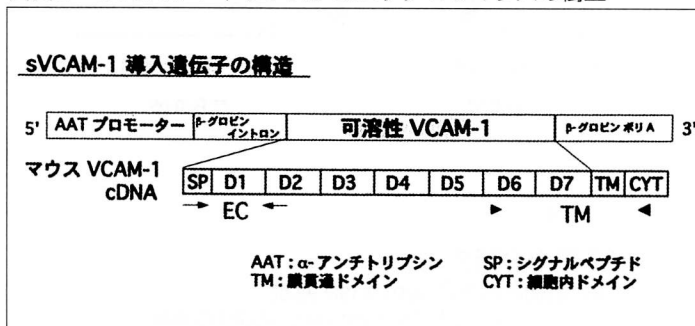 sVCAM-1 導入遺伝子の構造
5' AAT プロモーター β-グロビン イントロン 可溶性 VCAM-1 β-グロビン ポリ A 3'
マウス VCAM-1
cDNA
SP D1 D2 D3 D4 D5 D6 D7 TM CYT
EC TM
AAT : α-アンチトリプシン SP : シグナルペプチド
TM : 膜貫通ドメイン CYT : 細胞内ドメイン